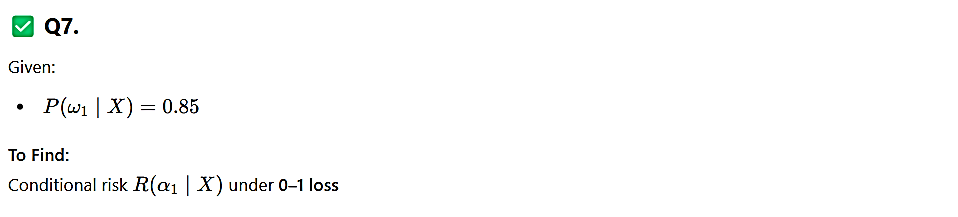 ✅ Q7.
Given:
• P(ω₁ | X) = 0.85
To Find:
Conditional risk R(α₁ | X) under 0–1 loss